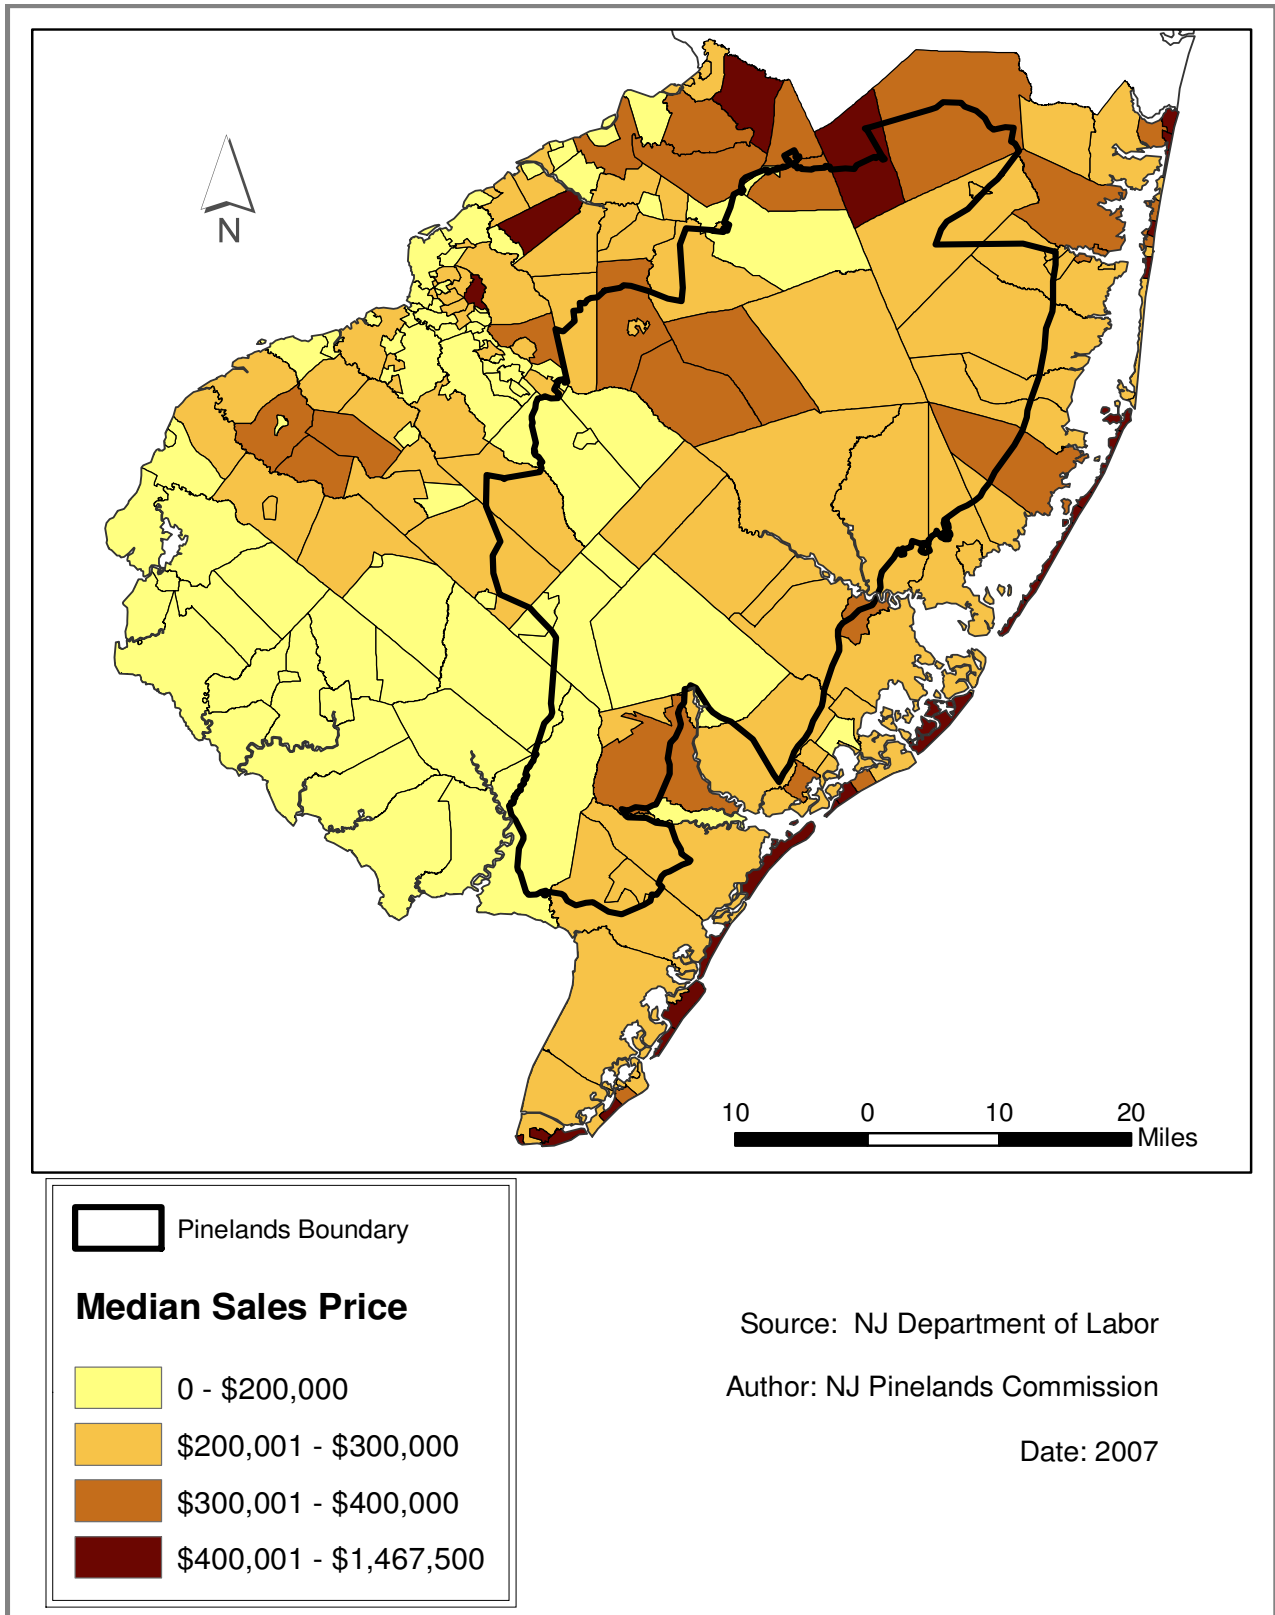 N
10 0 10 20
Miles
Pinelands Boundary
Median Sales Price
0 - $200,000
$200,001 - $300,000
$300,001 - $400,000
$400,001 - $1,467,500
Source: NJ Department of Labor
Author: NJ Pinelands Commission
Date: 2007